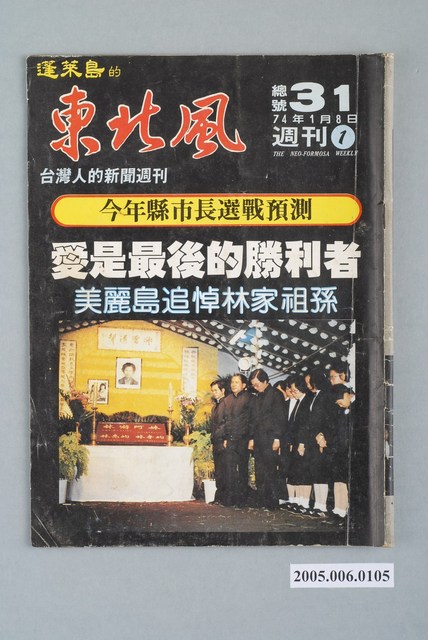 蓬萊島的
東北風
總號31
74年1月8日
週刊1
THE NEO-FORMOSA WEEKLY
台灣人的新聞週刊
今年縣市長選戰預測
愛是最後的勝利者
美麗島追悼林家祖孫
2005.006.0105